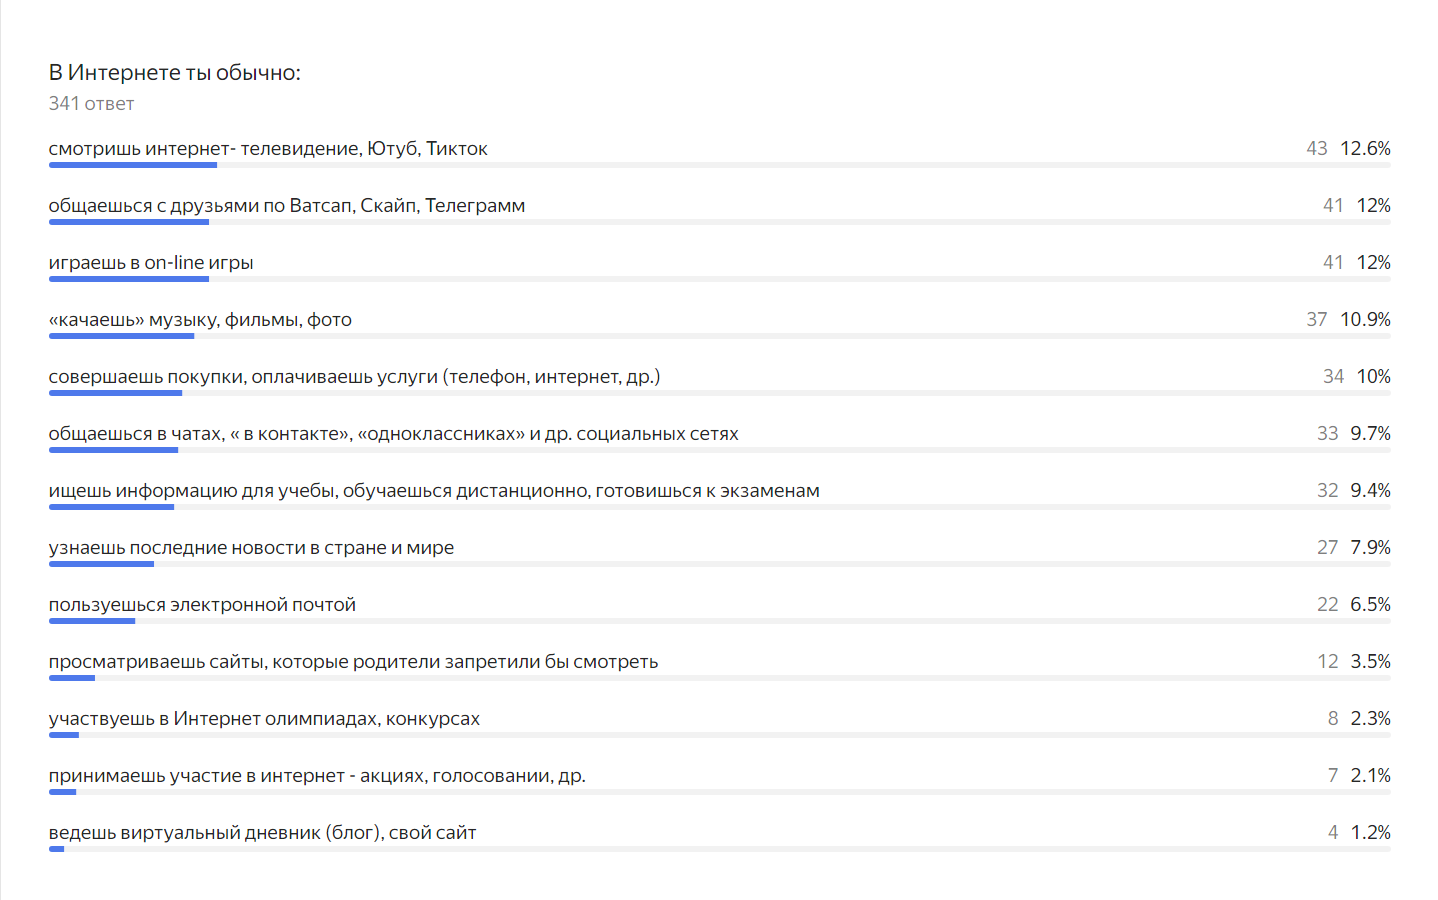 В Интернете ты обычно:
341 ответ
смотришь интернет- телевидение, Ютуб, Тикток 43 12.6%
общаешься с друзьями по Ватсап, Скайп, Телеграмм 41 12%
играешь в on-line игры 41 12%
«качаешь» музыку, фильмы, фото 37 10.9%
совершаешь покупки, оплачиваешь услуги (телефон, интернет, др.) 34 10%
общаешься в чатах, « в контакте», «одноклассниках» и др. социальных сетях 33 9.7%
ищешь информацию для учебы, обучаешься дистанционно, готовишься к экзаменам 32 9.4%
узнаешь последние новости в стране и мире 27 7.9%
пользуешься электронной почтой 22 6.5%
просматриваешь сайты, которые родители запретили бы смотреть 12 3.5%
участвуешь в Интернет олимпиадах, конкурсах 8 2.3%
принимаешь участие в интернет - акциях, голосовании, др. 7 2.1%
ведешь виртуальный дневник (блог), свой сайт 4 1.2%